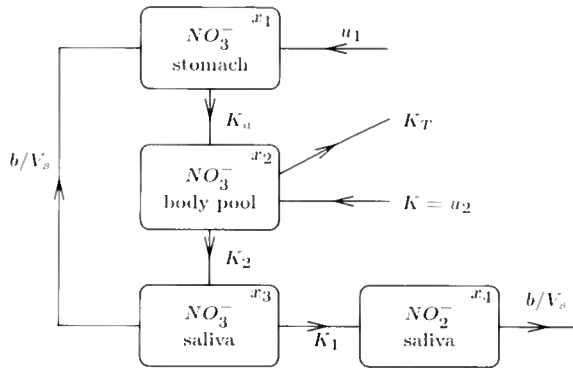 x₁
NO₃⁻
stomach
u₁
Kₐ
K_T
b/Vₛ
x₂
NO₃⁻
body pool
K = u₂
K₂
x₃
NO₃⁻
saliva
K₁
x₄
NO₂⁻
saliva
b/Vₛ